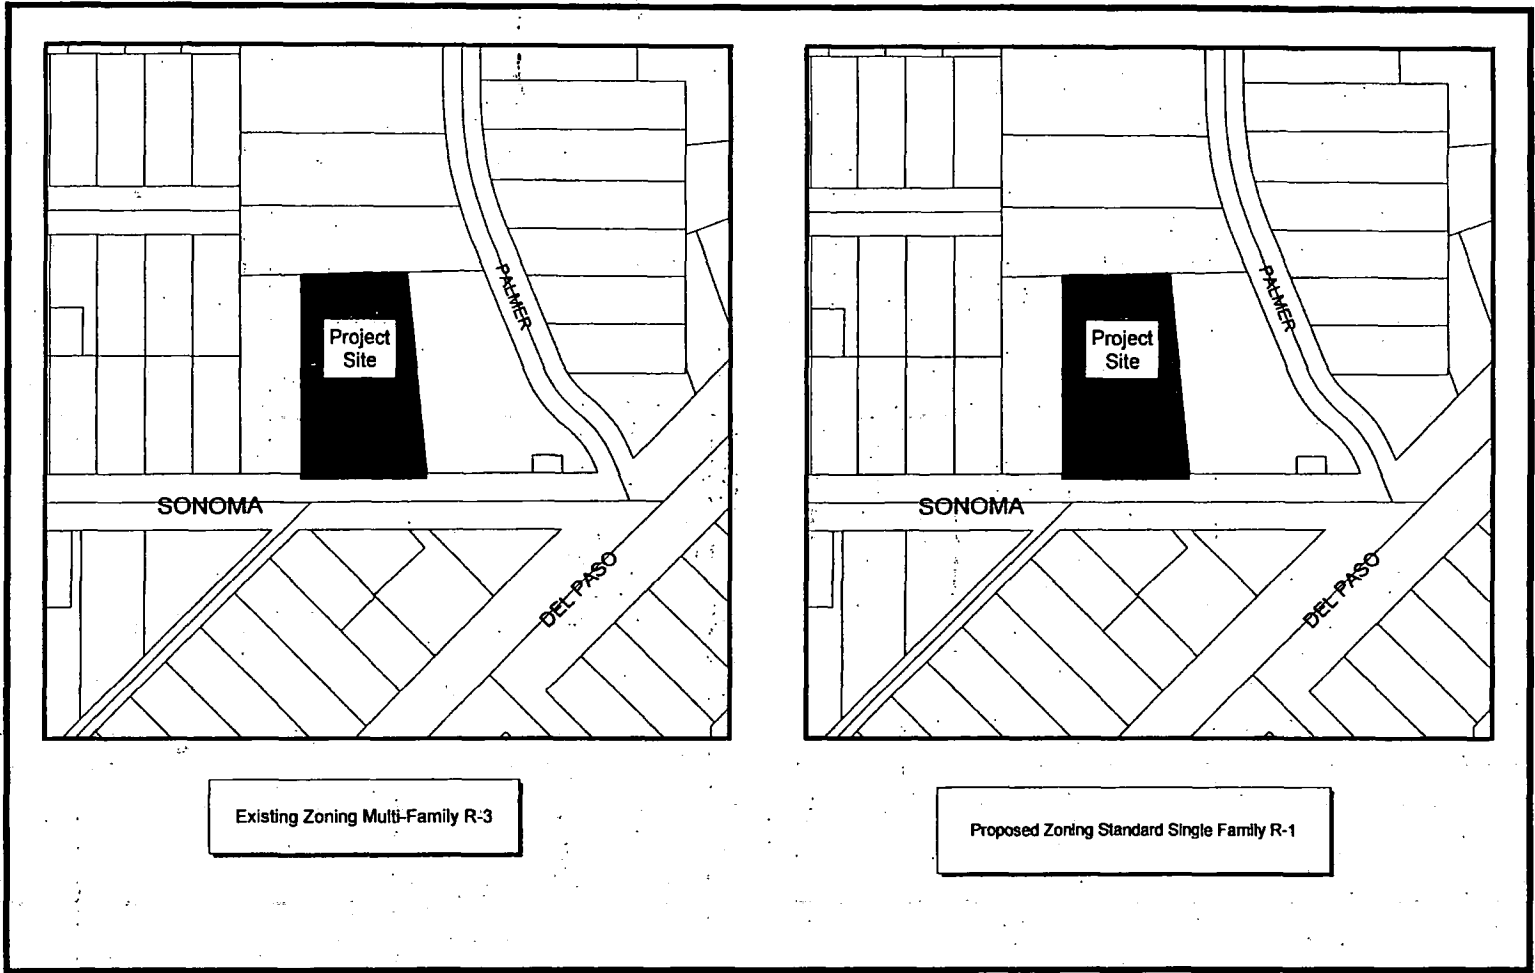 PALMER
Project
Site
SONOMA
DEL PASO
Existing Zoning Multi-Family R-3
PALMER
Project
Site
SONOMA
DEL PASO
Proposed Zoning Standard Single Family R-1